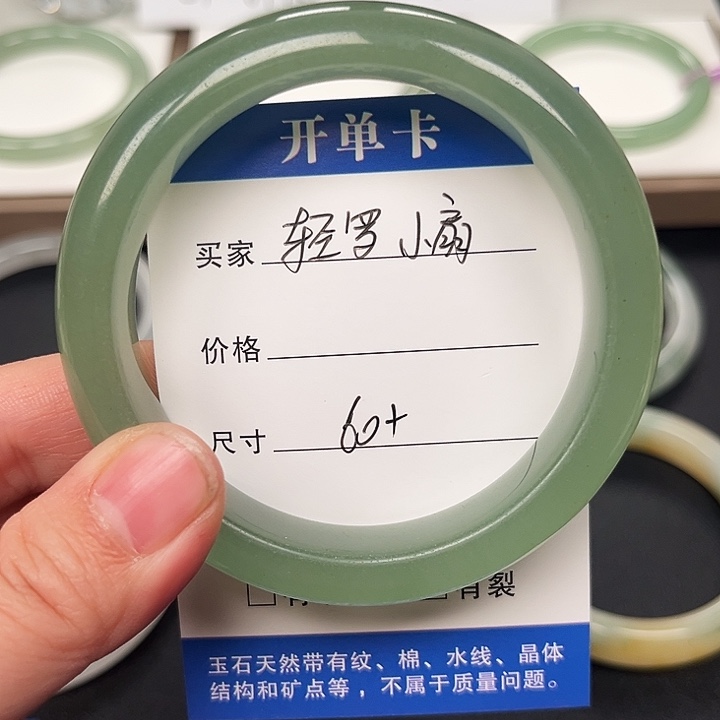 开单卡
买家 轻罗小扇
价格
尺寸 60+
有裂
玉石天然带有纹、棉、水线、晶体
结构和矿点等，不属于质量问题。